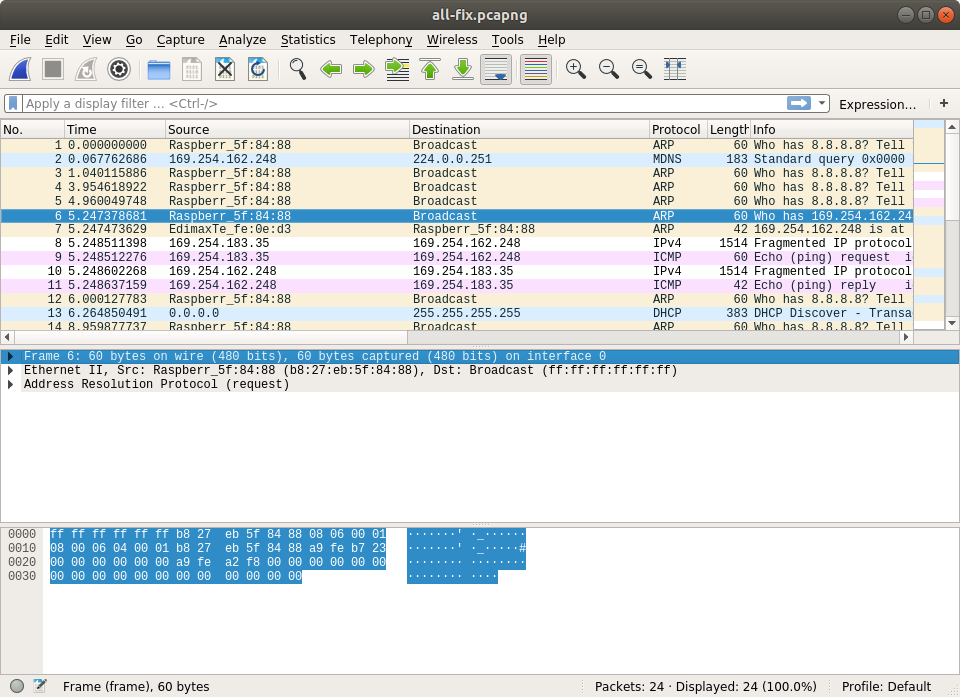 all-fix.pcapng
File Edit View Go Capture Analyze Statistics Telephony Wireless Tools Help
Apply a display filter ... <Ctrl-/> Expression... +
No. Time Source Destination Protocol Length Info
1 0.000000000 Raspberr_5f:84:88 Broadcast ARP 60 Who has 8.8.8.8? Tell
2 0.067762686 169.254.162.248 224.0.0.251 MDNS 183 Standard query 0x0000
3 1.040115886 Raspberr_5f:84:88 Broadcast ARP 60 Who has 8.8.8.8? Tell
4 3.954618922 Raspberr_5f:84:88 Broadcast ARP 60 Who has 8.8.8.8? Tell
5 4.960049748 Raspberr_5f:84:88 Broadcast ARP 60 Who has 8.8.8.8? Tell
6 5.247378681 Raspberr_5f:84:88 Broadcast ARP 60 Who has 169.254.162.24
7 5.247473629 EdimaxTe_fe:0e:d3 Raspberr_5f:84:88 ARP 42 169.254.162.248 is at
8 5.248511398 169.254.183.35 169.254.162.248 IPv4 1514 Fragmented IP protocol
9 5.248512276 169.254.183.35 169.254.162.248 ICMP 60 Echo (ping) request i
10 5.248602268 169.254.162.248 169.254.183.35 IPv4 1514 Fragmented IP protocol
11 5.248637159 169.254.162.248 169.254.183.35 ICMP 42 Echo (ping) reply i
12 6.000127783 Raspberr_5f:84:88 Broadcast ARP 60 Who has 8.8.8.8? Tell
13 6.264850491 0.0.0.0 255.255.255.255 DHCP 383 DHCP Discover - Transa
14 8.959877737 Raspberr_5f:84:88 Broadcast ARP 60 Who has 8.8.8.8? Tell
Frame 6: 60 bytes on wire (480 bits), 60 bytes captured (480 bits) on interface 0
Ethernet II, Src: Raspberr_5f:84:88 (b8:27:eb:5f:84:88), Dst: Broadcast (ff:ff:ff:ff:ff:ff)
Address Resolution Protocol (request)
0000 ff ff ff ff ff ff b8 27 eb 5f 84 88 08 06 00 01 ·······' ·_······
0010 08 00 06 04 00 01 b8 27 eb 5f 84 88 a9 fe b7 23 ·······' ·_·····#
0020 00 00 00 00 00 00 a9 fe a2 f8 00 00 00 00 00 00 ········ ········
0030 00 00 00 00 00 00 00 00 00 00 00 00 ········ ····
Frame (frame), 60 bytes Packets: 24 · Displayed: 24 (100.0%) Profile: Default